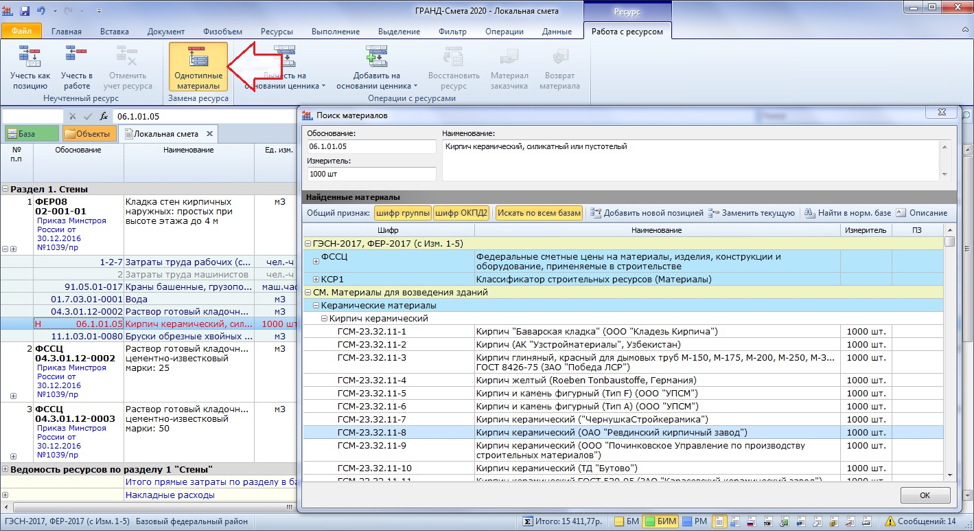 ГРАНД-Смета 2020 - Локальная смета
Ресурс
Файл Главная Вставка Документ Физобъем Ресурсы Выполнение Выделение Фильтр Операции Данные Работа с ресурсом
Учесть как позицию
Учесть в работе
Отменить учет ресурса
Неучтенный ресурс
Однотипные материалы
Замена ресурса
на основании ценника
Добавить на основании ценника
Восстановить ресурс
Материал заказчика
Возврат материала
Операции с ресурсами
fx 06.1.01.05
База Объекты Локальная смета
№ п.п Обоснование Наименование Ед. изм.
Раздел 1. Стены
1 ФЕР08 Кладка стен кирпичных м3
02-001-01 наружных: простых при
Приказ Минстроя высоте этажа до 4 м
России от
30.12.2016
№1039/пр
1-2-7 Затраты труда рабочих (с... чел.-ч
2 Затраты труда машинистов чел.-ч
91.05.01-017 Краны башенные, грузопо... маш.час
01.7.03.01-0001 Вода м3
04.3.01.12-0002 Раствор готовый кладочн... м3
Н 06.1.01.05 Кирпич керамический, сил... 1000 шт
11.1.03.01-0080 Бруски обрезные хвойных ... м3
2 ФССЦ Раствор готовый кладочн... м3
04.3.01.12-0002 цементно-известковый
Приказ Минстроя марки: 25
России от
30.12.2016
№1039/пр
3 ФССЦ Раствор готовый кладочн... м3
04.3.01.12-0003 цементно-известковый
Приказ Минстроя марки: 50
России от
30.12.2016
№1039/пр
Ведомость ресурсов по разделу 1 "Стены"
Итого прямые затраты по разделу в ба
Накладные расходы
Поиск материалов
Обоснование: Наименование:
06.1.01.05 Кирпич керамический, силикатный или пустотелый
Измеритель:
1000 шт
Найденные материалы
Общий признак: шифр группы шифр ОКПД2 Искать по всем базам Добавить новой позицией Заменить текущую Найти в норм. базе Описание
Шифр Наименование Измеритель ПЗ
ГЭСН-2017, ФЕР-2017 (с Изм. 1-5)
ФССЦ Федеральные сметные цены на материалы, изделия, конструкции и
оборудование, применяемые в строительстве
КСР1 Классификатор строительных ресурсов (Материалы)
СМ. Материалы для возведения зданий
Керамические материалы
Кирпич керамический
ГСМ-23.32.11-1 Кирпич "Баварская кладка" (ООО "Кладезь Кирпича") 1000 шт.
ГСМ-23.32.11-2 Кирпич (АК "Узстройматериалы", Узбекистан) 1000 шт.
ГСМ-23.32.11-3 Кирпич глиняный, красный для дымовых труб М-150, М-175, М-200, М-250, М-3... 1000 шт.
ГОСТ 8426-75 (ЗАО "Победа ЛСР")
ГСМ-23.32.11-4 Кирпич желтый (Roeben Tonbaustoffe, Германия) 1000 шт.
ГСМ-23.32.11-5 Кирпич и камень фигурный (Тип F) (ООО "УПСМ") 1000 шт.
ГСМ-23.32.11-6 Кирпич и камень фигурный (Тип А) (ООО "УПСМ") 1000 шт.
ГСМ-23.32.11-7 Кирпич керамический ("ЧернушкаСтройкерамика") 1000 шт.
ГСМ-23.32.11-8 Кирпич керамический (ОАО "Ревдинский кирпичный завод") 1000 шт.
ГСМ-23.32.11-9 Кирпич керамический (ООО "Починковское Управление по производству 1000 шт.
строительных материалов")
ГСМ-23.32.11-10 Кирпич керамический (ТД "Бутово") 1000 шт.
OK
ГЭСН-2017, ФЕР-2017 (с Изм. 1-5) Базовый федеральный район Итого: 15 411,77р. БМ БИМ РМ Сообщений: 14